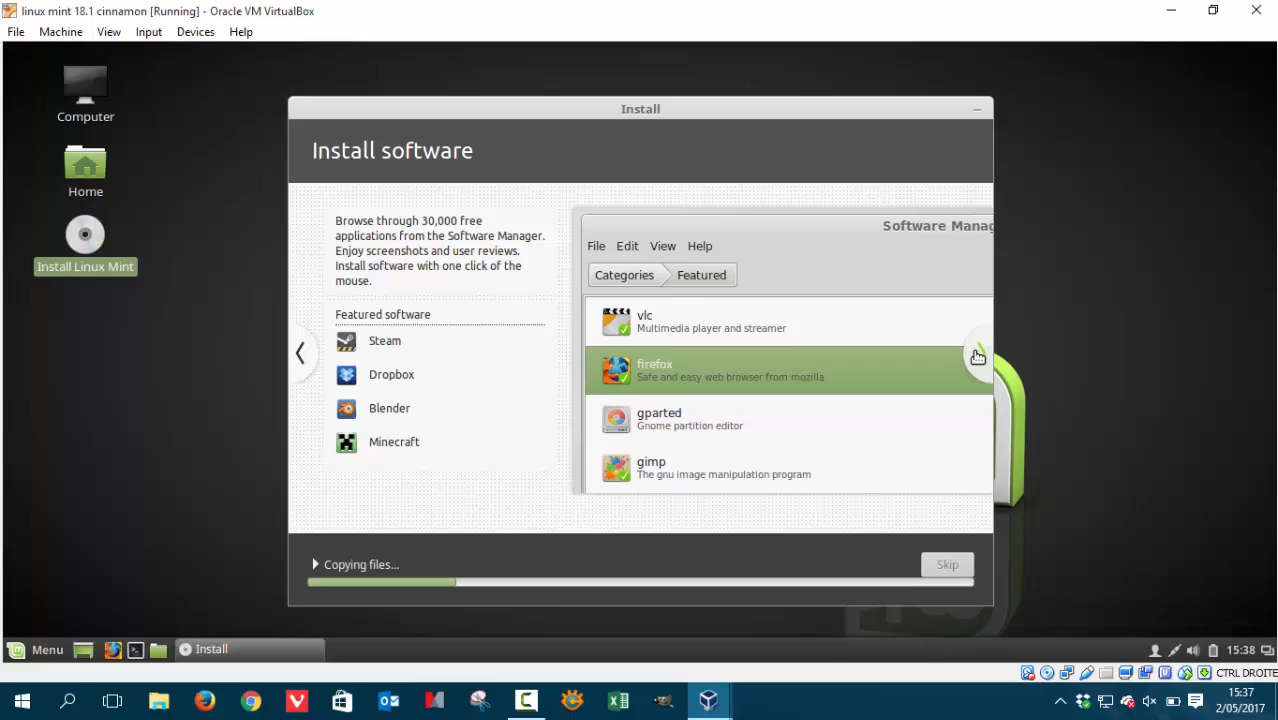 linux mint 18.1 cinnamon [Running] - Oracle VM VirtualBox
File Machine View Input Devices Help
Computer
Home
Install Linux Mint
Install
Install software
Browse through 30,000 free
applications from the Software Manager.
Enjoy screenshots and user reviews.
Install software with one click of the
mouse.
Featured software
Steam
Dropbox
Blender
Minecraft
Software Manag
File Edit View Help
Categories Featured
vlc
Multimedia player and streamer
firefox
Safe and easy web browser from mozilla
gparted
Gnome partition editor
gimp
The gnu image manipulation program
Copying files...
Skip
Menu
Install
15:38
CTRL DROITE
15:37
2/05/2017